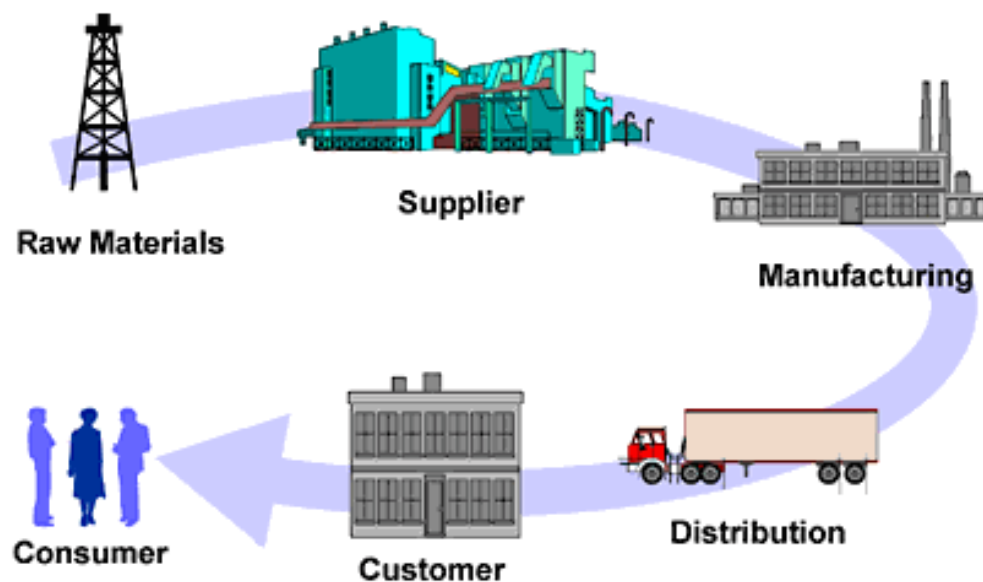 Raw Materials
Supplier
Manufacturing
Distribution
Customer
Consumer